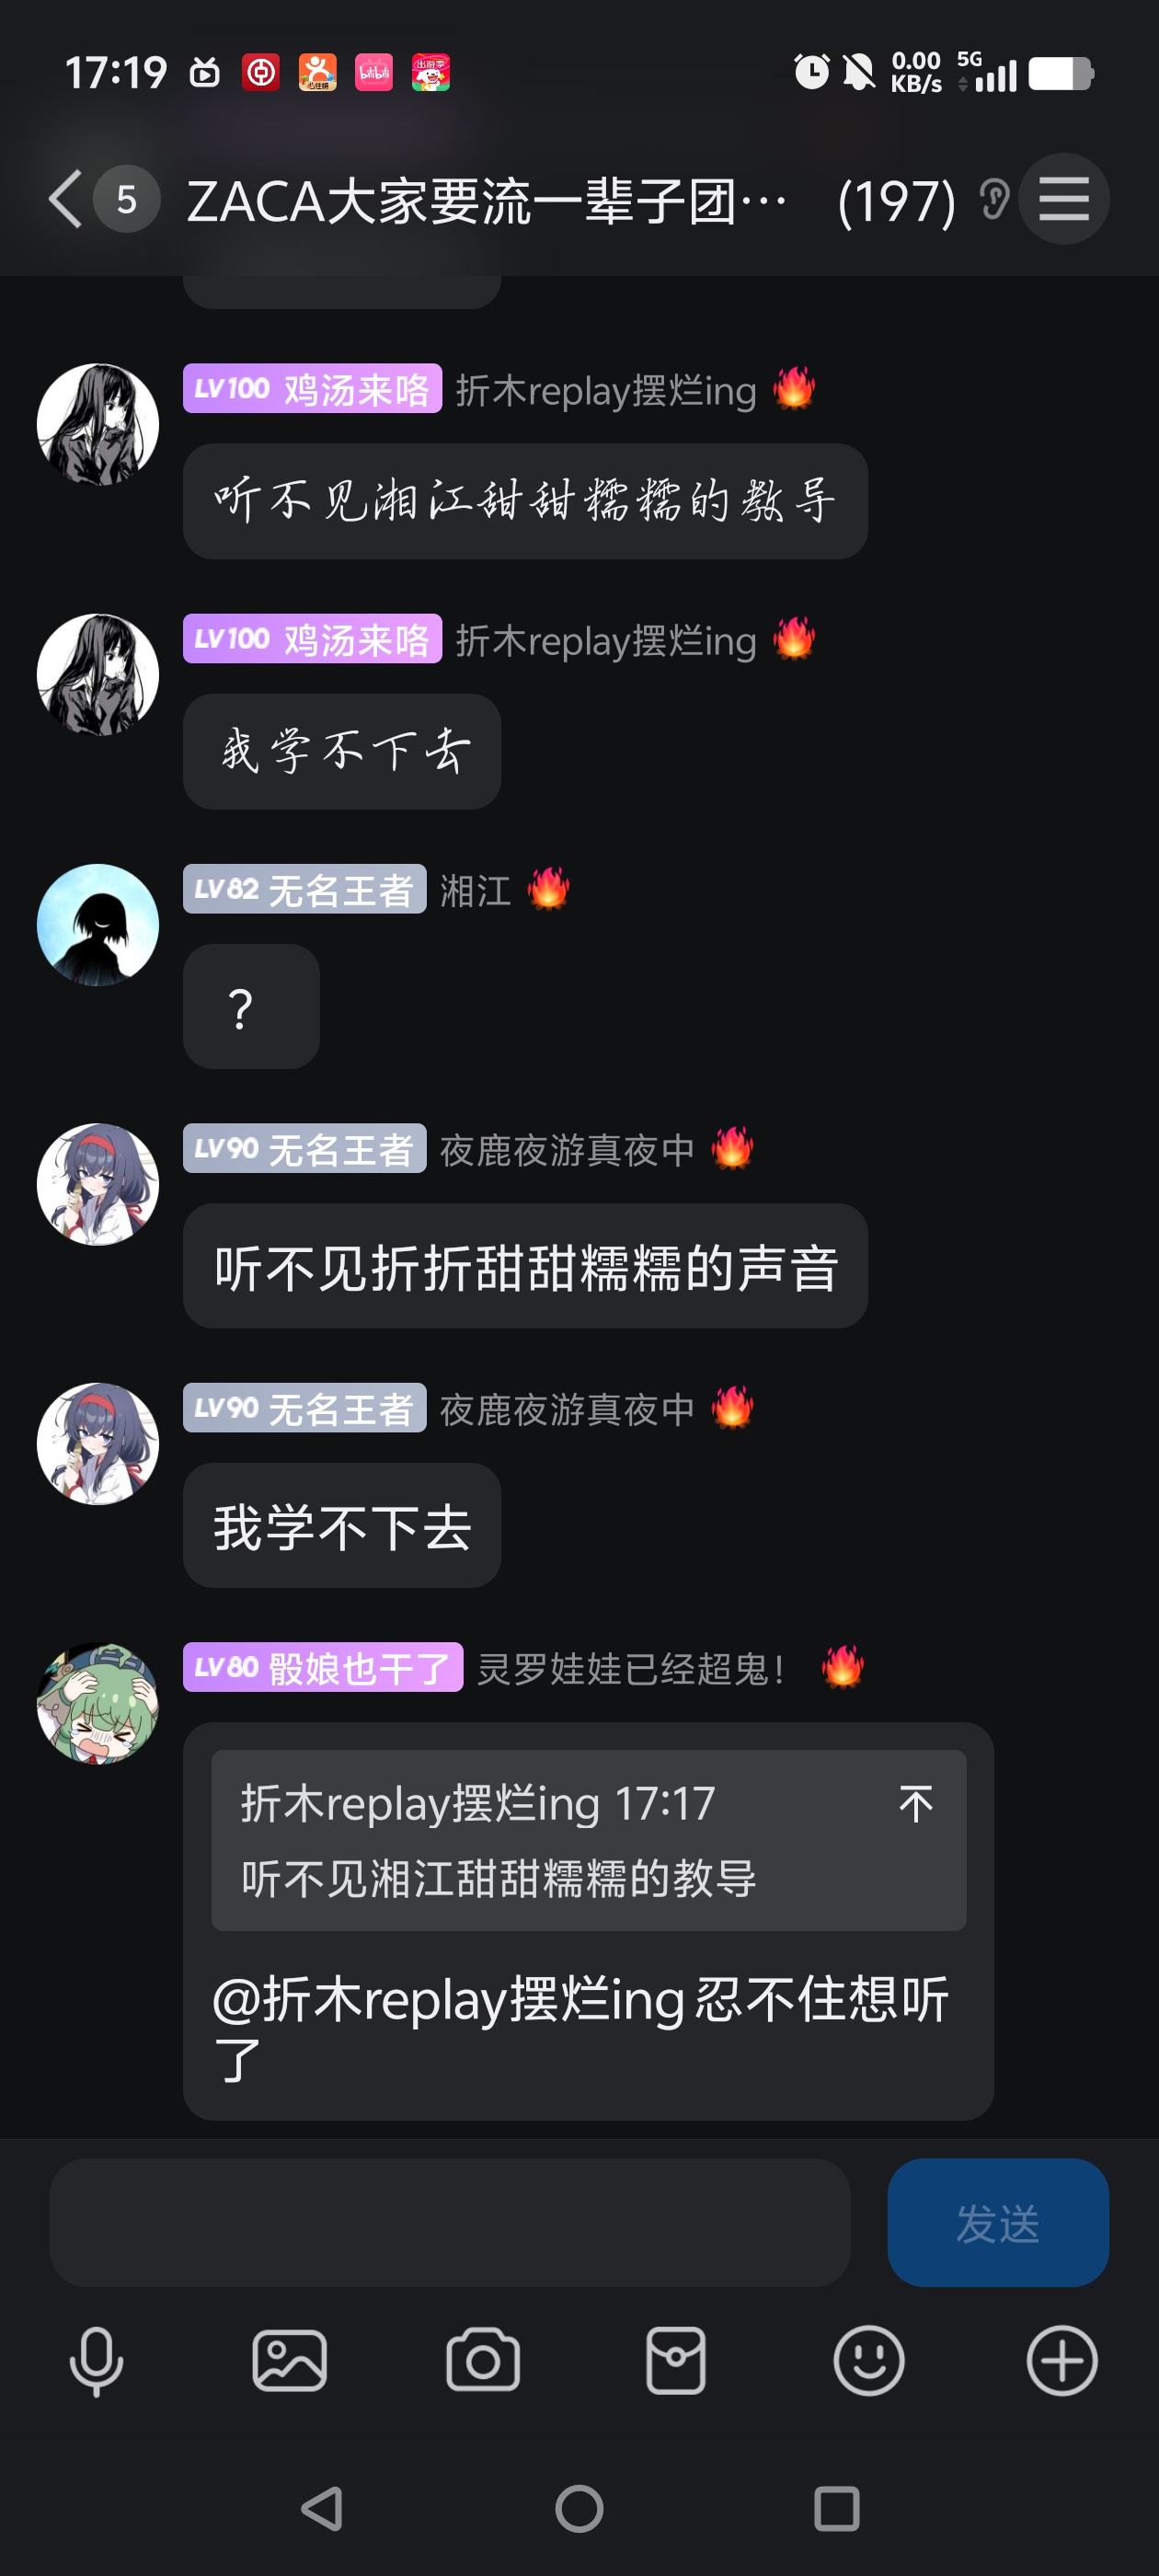 17:19
0.00
KB/s
5G
5
ZACA大家要流一辈子团… (197)
LV100 鸡汤来咯 折木replay摆烂ing
听不见湘江甜甜糯糯的教导
LV100 鸡汤来咯 折木replay摆烂ing
我学不下去
LV82 无名王者 湘江
？
LV90 无名王者 夜鹿夜游真夜中
听不见折折甜甜糯糯的声音
LV90 无名王者 夜鹿夜游真夜中
我学不下去
LV80 骰娘也干了 灵罗娃娃已经超鬼！
折木replay摆烂ing 17:17
听不见湘江甜甜糯糯的教导
@折木replay摆烂ing 忍不住想听
了
发送